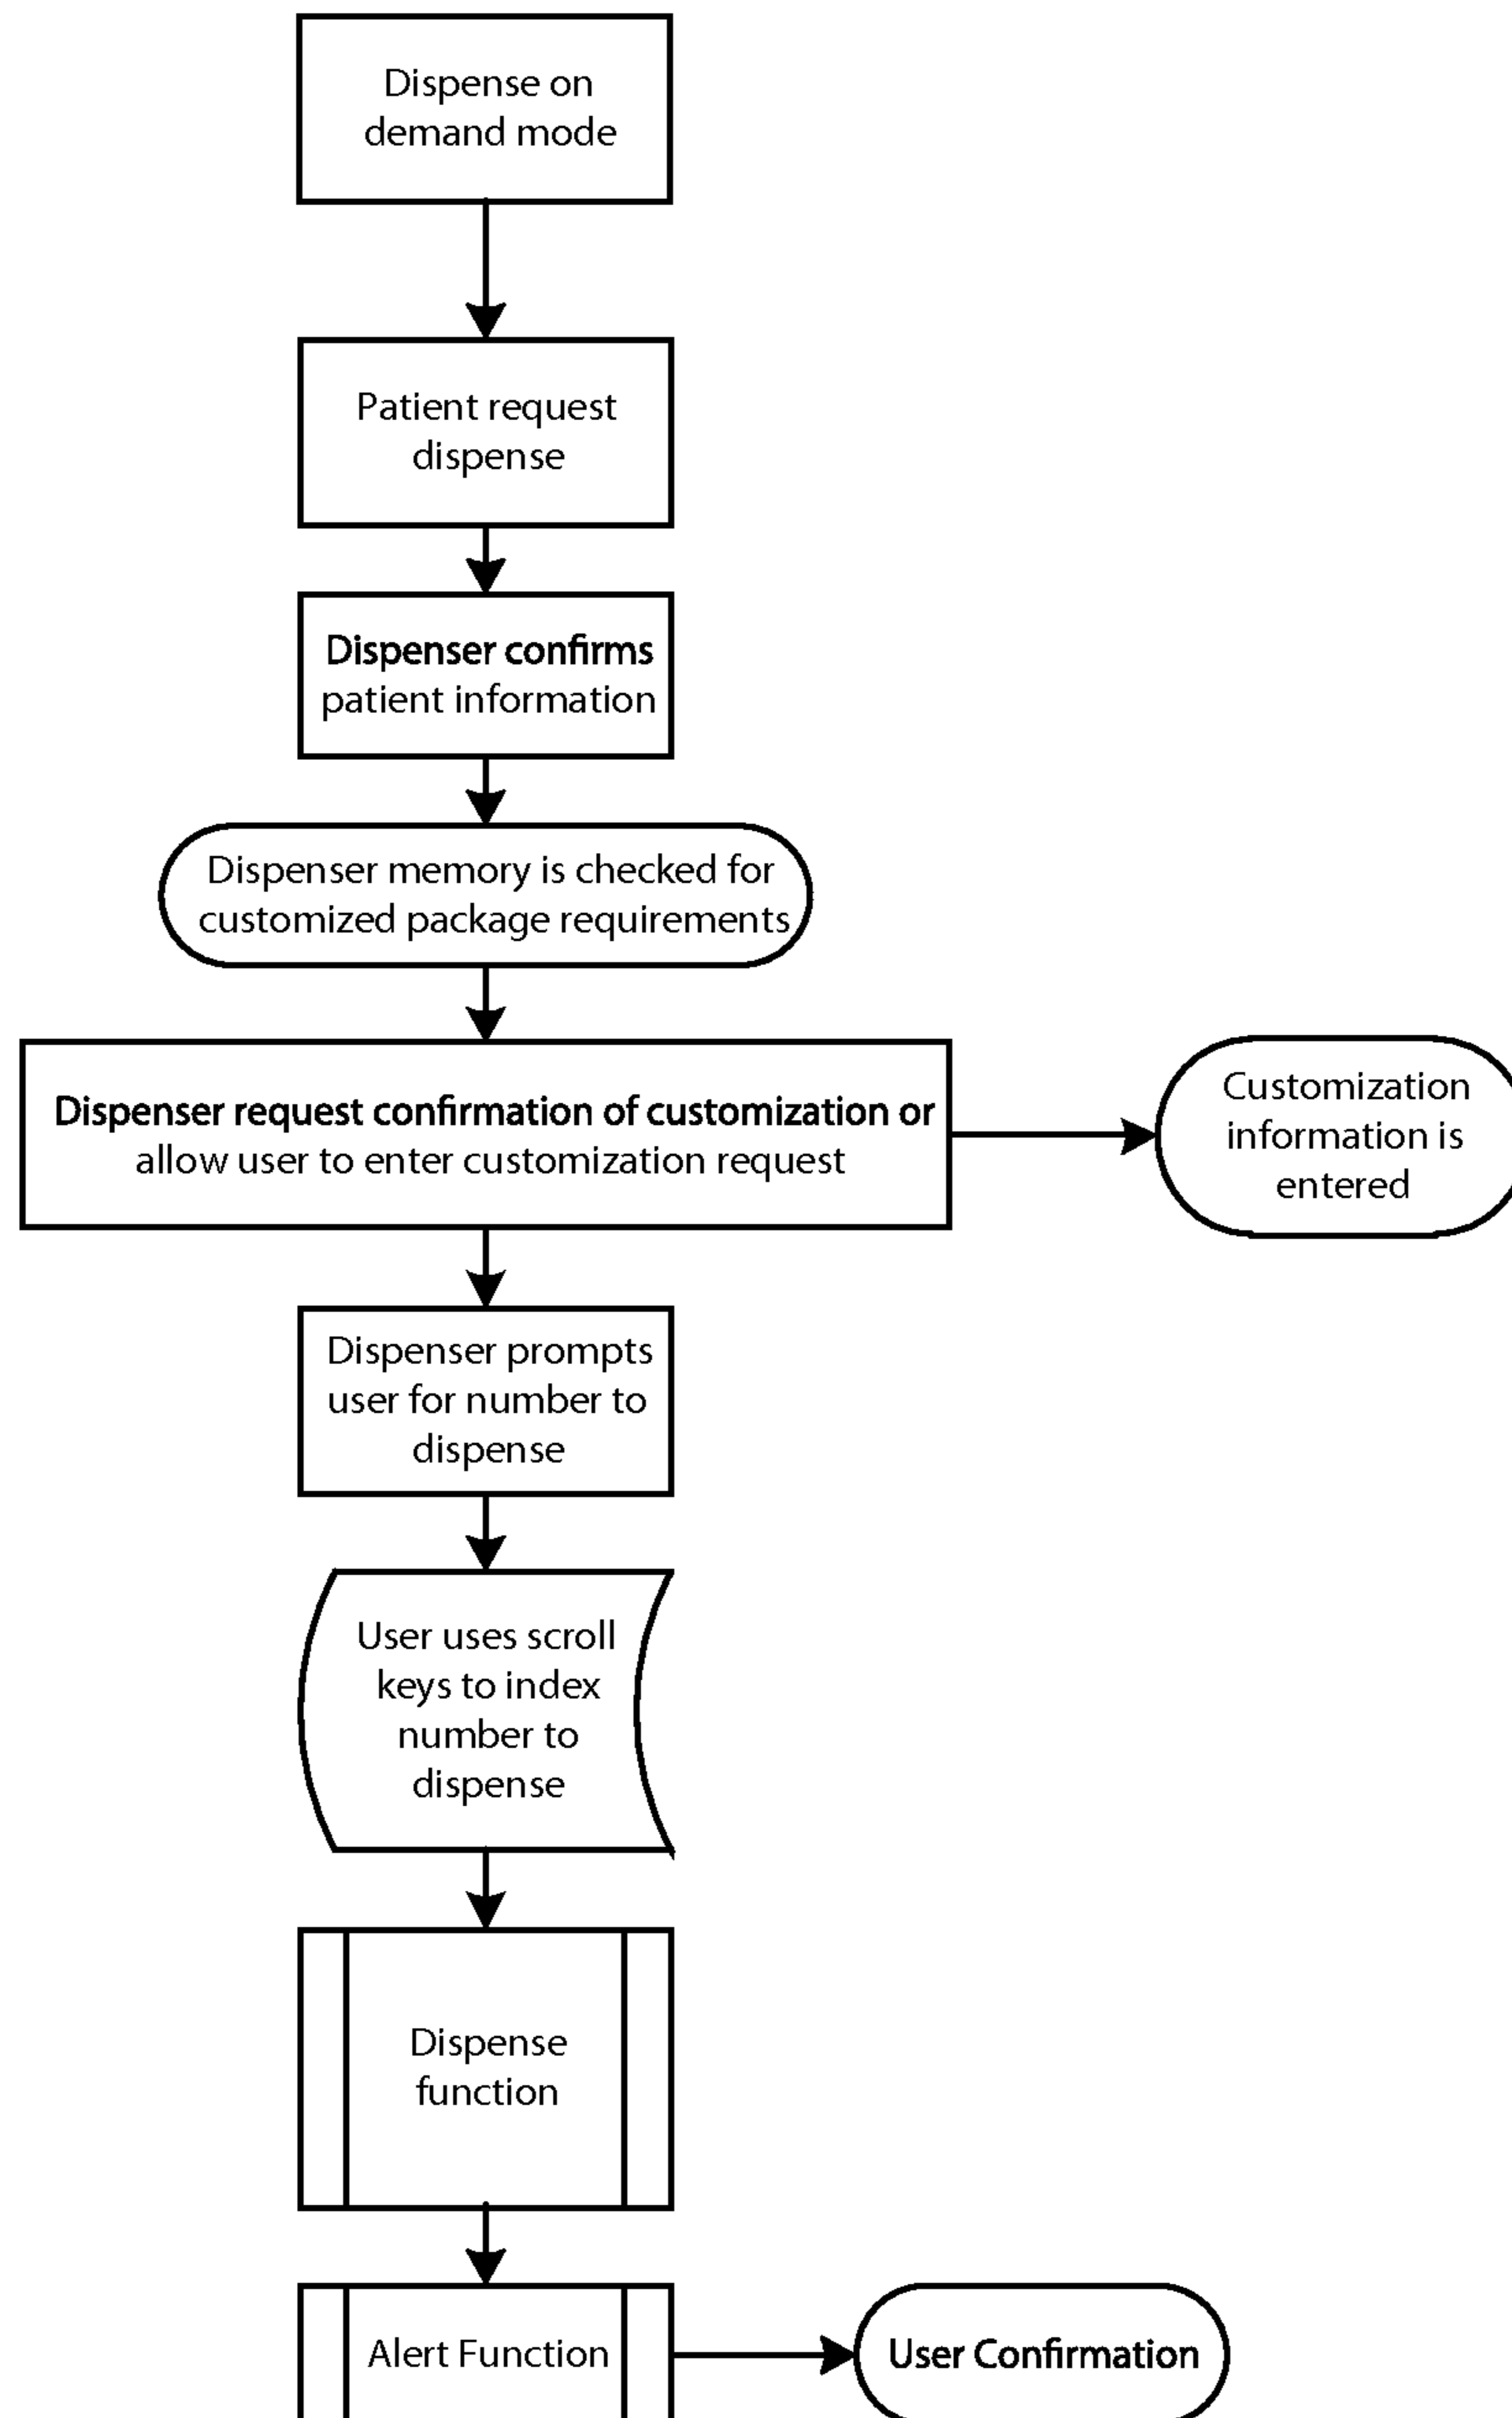 Dispense on
demand mode
Patient request
dispense
Dispenser confirms
patient information
Dispenser memory is checked for
customized package requirements
Dispenser request confirmation of customization or
allow user to enter customization request
Customization
information is
entered
Dispenser prompts
user for number to
dispense
User uses scroll
keys to index
number to
dispense
Dispense
function
Alert Function
User Confirmation